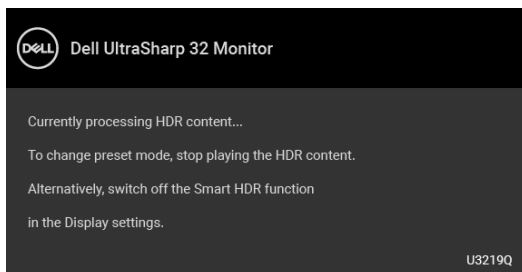 DELL
Dell UltraSharp 32 Monitor
Currently processing HDR content...
To change preset mode, stop playing the HDR content.
Alternatively, switch off the Smart HDR function
in the Display settings.
U3219Q